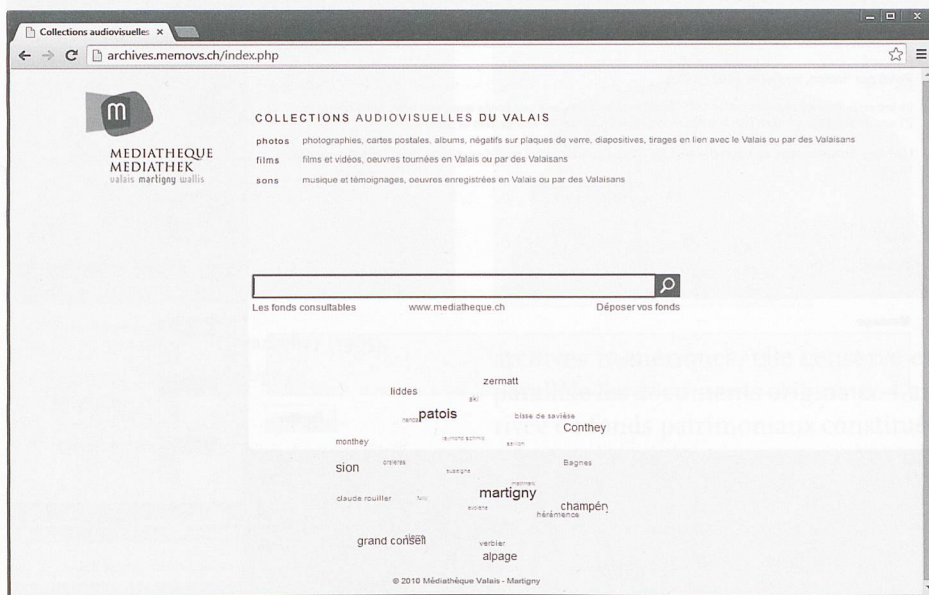 Collections audiovisuelles
archives.memovs.ch/index.php
m
MEDIATHEQUE
MEDIATHEK
valais martigny wallis
COLLECTIONS AUDIOVISUELLES DU VALAIS
photos photographies, cartes postales, albums, négatifs sur plaques de verre, diapositives, tirages en lien avec le Valais ou par des Valaisans
films films et vidéos, oeuvres tournées en Valais ou par des Valaisans
sons musique et témoignages, oeuvres enregistrées en Valais ou par des Valaisans
Les fonds consultables www.mediatheque.ch Déposer vos fonds
zermatt
liddes
ski
patois bisse de savièse
Conthey
monthey raymond schmid
sion orsières Bagnes
claude rouiller martigny
champéry
hérémence
grand conseil verbier
alpage
© 2010 Médiathèque Valais - Martigny